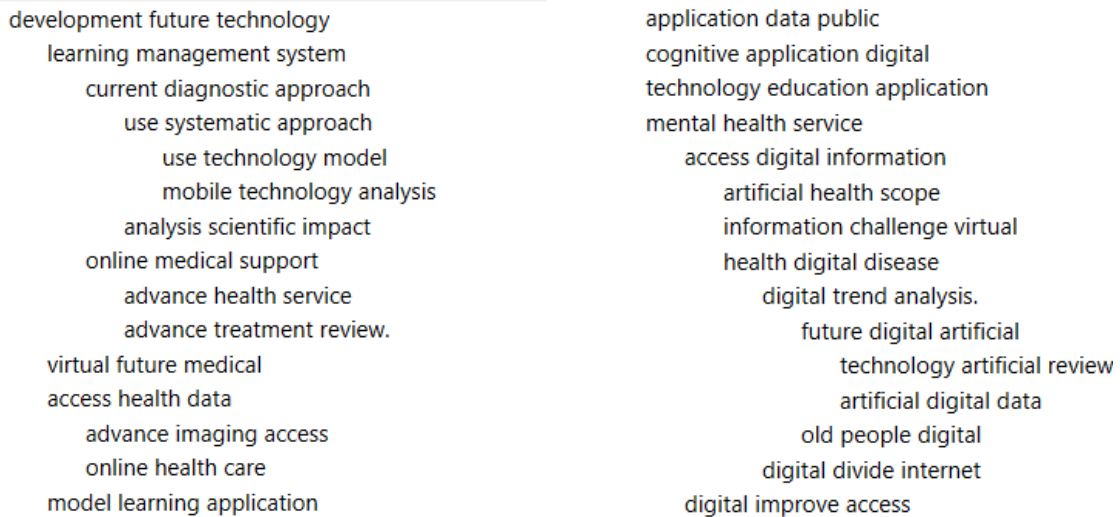 development future technology
learning management system
current diagnostic approach
use systematic approach
use technology model
mobile technology analysis
analysis scientific impact
online medical support
advance health service
advance treatment review.
virtual future medical
access health data
advance imaging access
online health care
model learning application
application data public
cognitive application digital
technology education application
mental health service
access digital information
artificial health scope
information challenge virtual
health digital disease
digital trend analysis.
future digital artificial
technology artificial review
artificial digital data
old people digital
digital divide internet
digital improve access